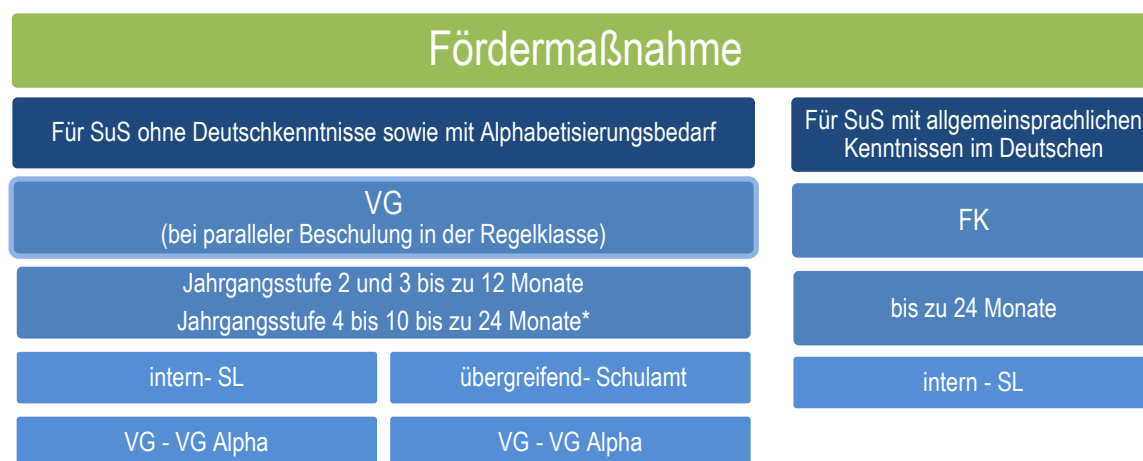 Fördermaßnahme
Für SuS ohne Deutschkenntnisse sowie mit Alphabetisierungsbedarf
VG
(bei paralleler Beschulung in der Regelklasse)
Jahrgangsstufe 2 und 3 bis zu 12 Monate
Jahrgangsstufe 4 bis 10 bis zu 24 Monate*
intern- SL
übergreifend- Schulamt
VG - VG Alpha
VG - VG Alpha
Für SuS mit allgemeinsprachlichen
Kenntnissen im Deutschen
FK
bis zu 24 Monate
intern - SL